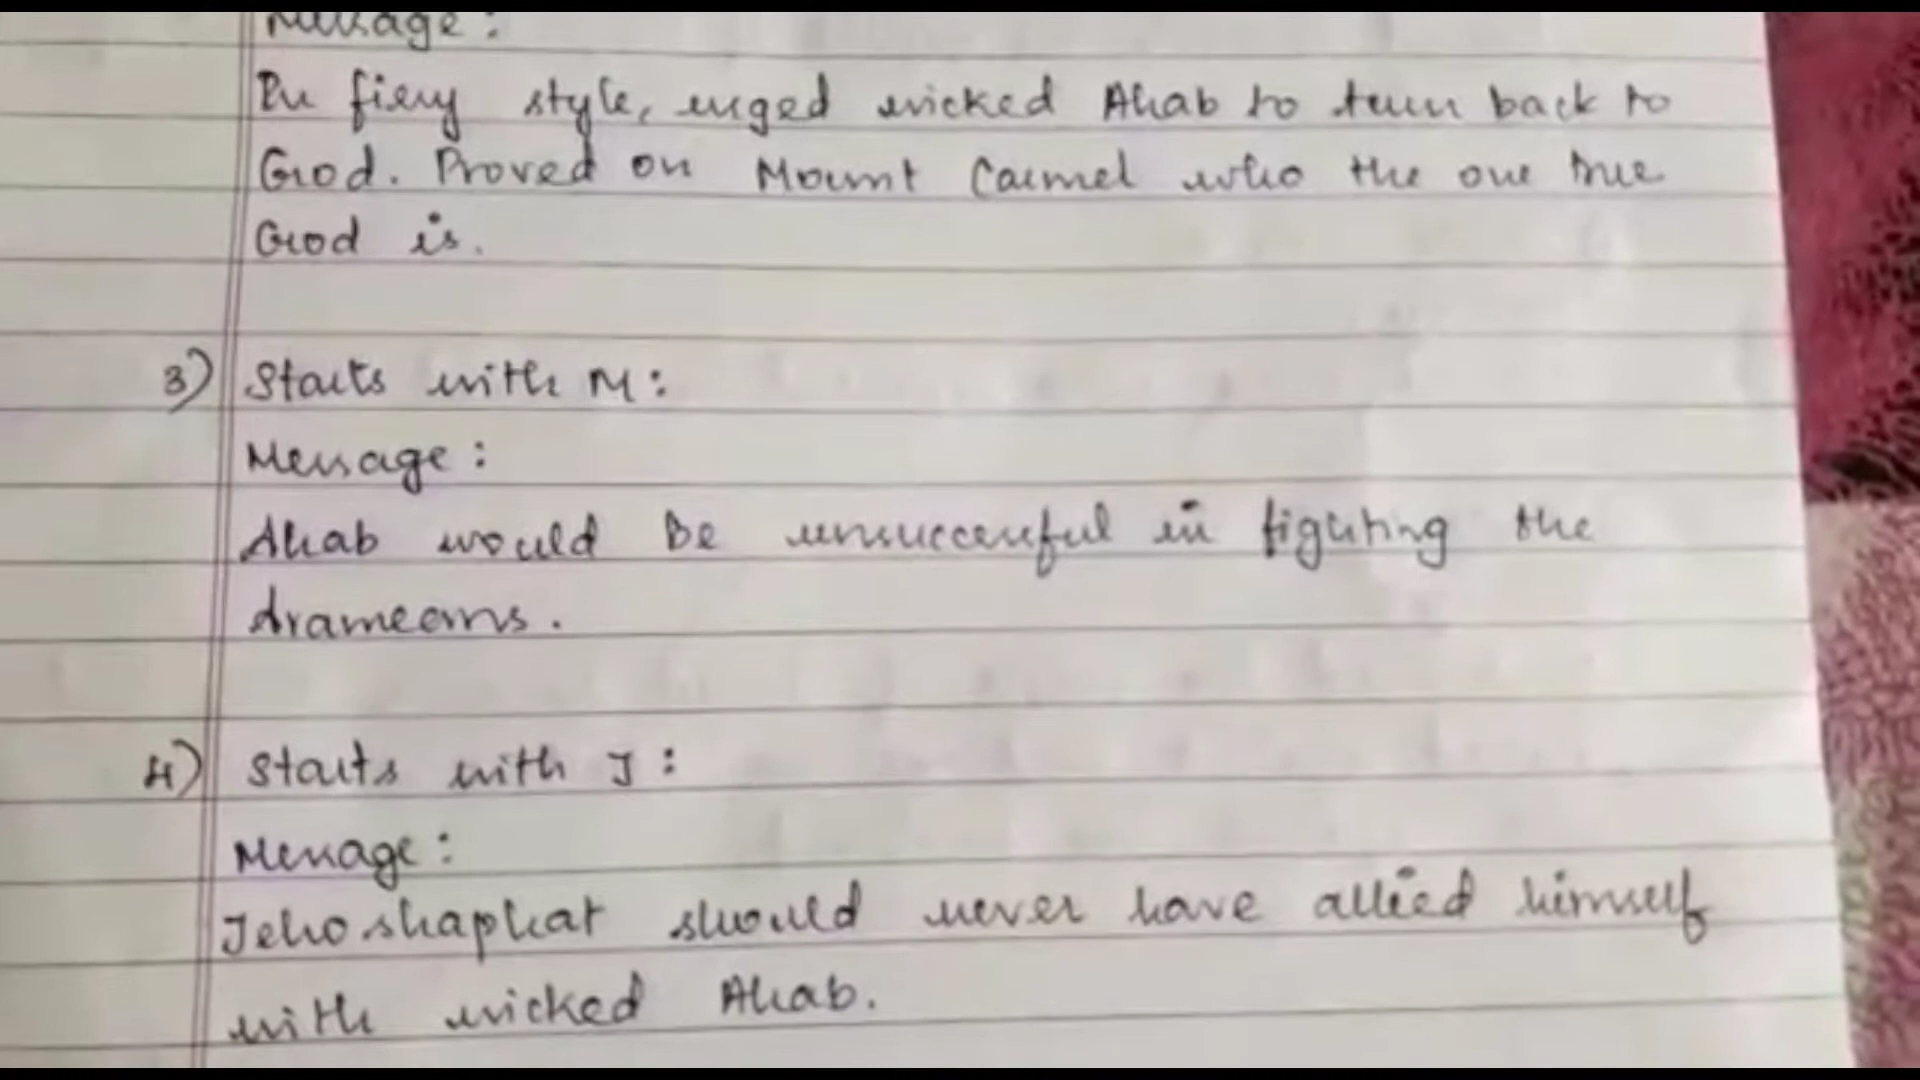 Message:
In fiery style, urged wicked Ahab to turn back to
God. Proved on Mount Carmel who the one true
God is.
3) Starts with M:
Message:
Ahab would be unsuccessful in fighting the
Arameans.
4) Starts with J:
Message:
Jehoshaphat should never have allied himself
with wicked Ahab.